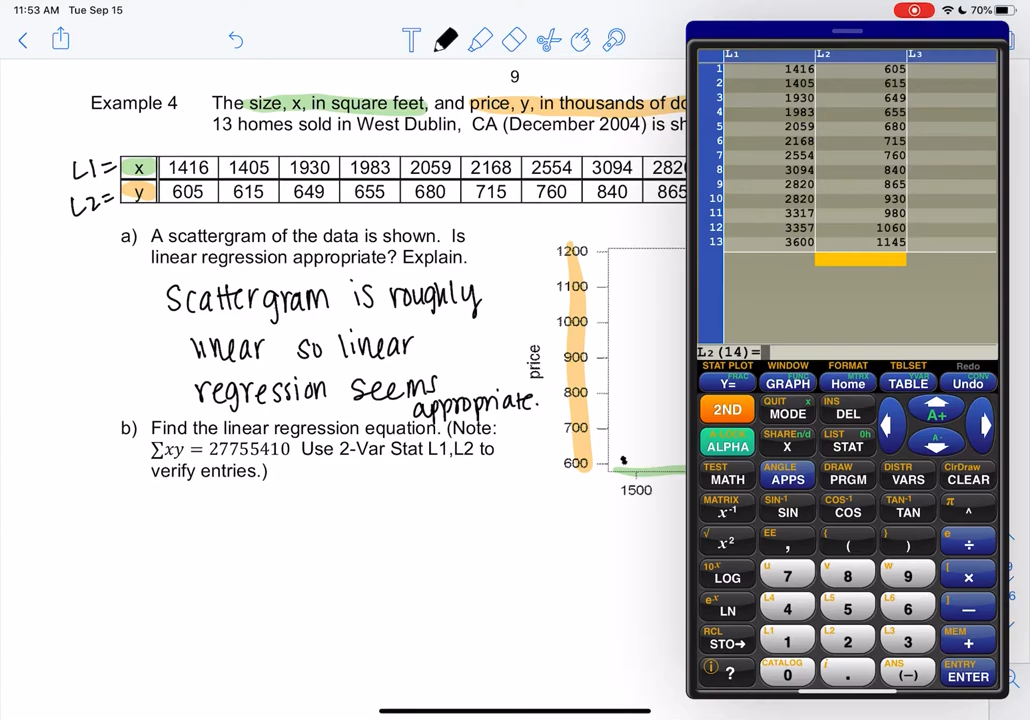 11:53 AM Tue Sep 15
70%
9
Example 4 The size, x, in square feet, and price, y, in thousands of do
13 homes sold in West Dublin, CA (December 2004) is sh
L1= x 1416 1405 1930 1983 2059 2168 2554 3094 282
L2= y 605 615 649 655 680 715 760 840 865
a) A scattergram of the data is shown. Is
linear regression appropriate? Explain.
Scattergram is roughly
linear so linear
regression seems
appropriate.
b) Find the linear regression equation. (Note:
∑xy = 27755410 Use 2-Var Stat L1,L2 to
verify entries.)
price
1200
1100
1000
900
800
700
600
1500
L1 L2 L3
1 1416 605
2 1405 615
3 1930 649
4 1983 655
5 2059 680
6 2168 715
7 2554 760
8 3094 840
9 2820 865
10 2820 930
11 3317 980
12 3357 1060
13 3600 1145
L2(14)=
STAT PLOT WINDOW FORMAT TBLSET Redo
Y= GRAPH Home TABLE Undo
QUIT x INS
2ND MODE DEL A+
SHARE n/d LIST 0h
ALPHA X STAT A-
TEST ANGLE DRAW DISTR ClrDraw
MATH APPS PRGM VARS CLEAR
MATRIX SIN-1 COS-1 TAN-1 π
x-1 SIN COS TAN ^
√ EE { } e
x2 , ( ) ÷
10x u v w [
LOG 7 8 9 ×
ex L4 L5 L6 ]
LN 4 5 6 —
RCL L1 L2 L3 MEM
STO→ 1 2 3 +
CATALOG i ANS ENTRY
? 0 . (—) ENTER